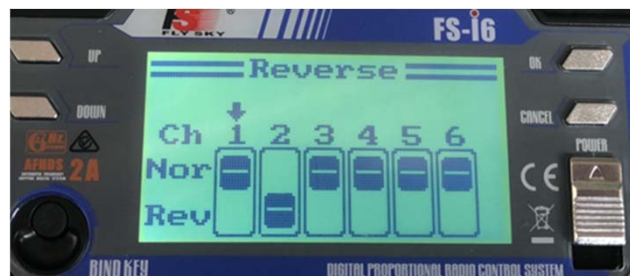 FS
FLY SKY
FS-i6
UP
OK
Reverse
DOWN
CANCEL
Ch 1 2 3 4 5 6
Nor
Rev
AFHDS 2A
POWER
CE
BIND KEY
DIGITAL PROPORTIONAL RADIO CONTROL SYSTEM